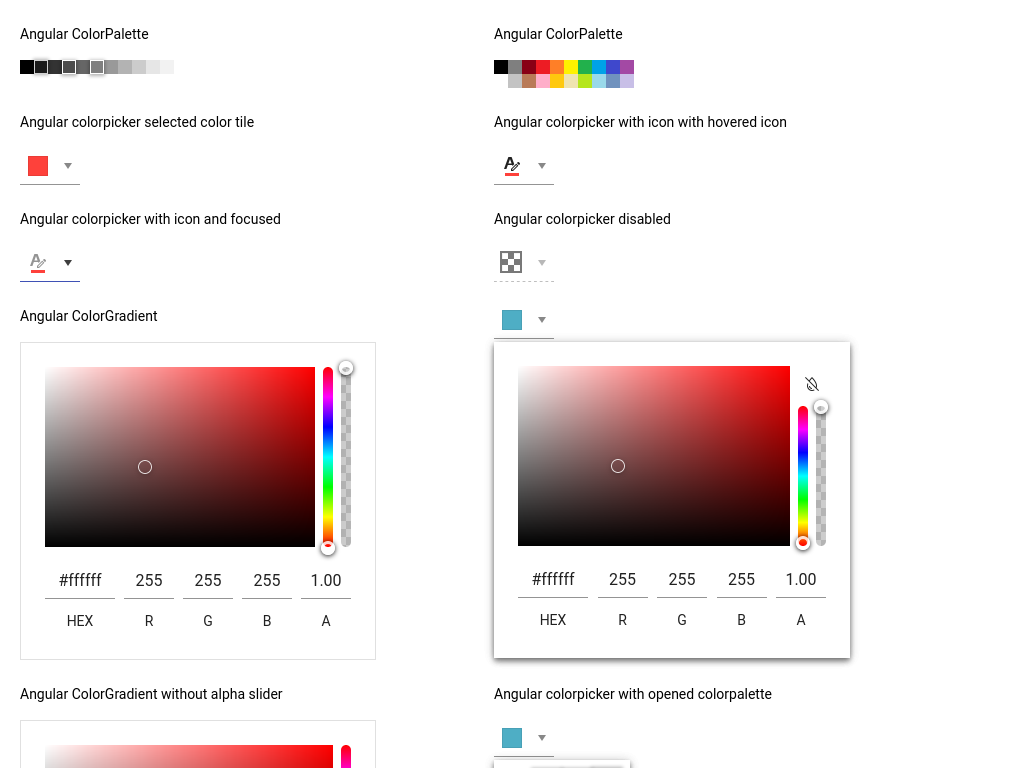 Angular ColorPalette
Angular ColorPalette
Angular colorpicker selected color tile
Angular colorpicker with icon with hovered icon
Angular colorpicker with icon and focused
Angular colorpicker disabled
Angular ColorGradient
#ffffff 255 255 255 1.00
HEX R G B A
#ffffff 255 255 255 1.00
HEX R G B A
Angular ColorGradient without alpha slider
Angular colorpicker with opened colorpalette